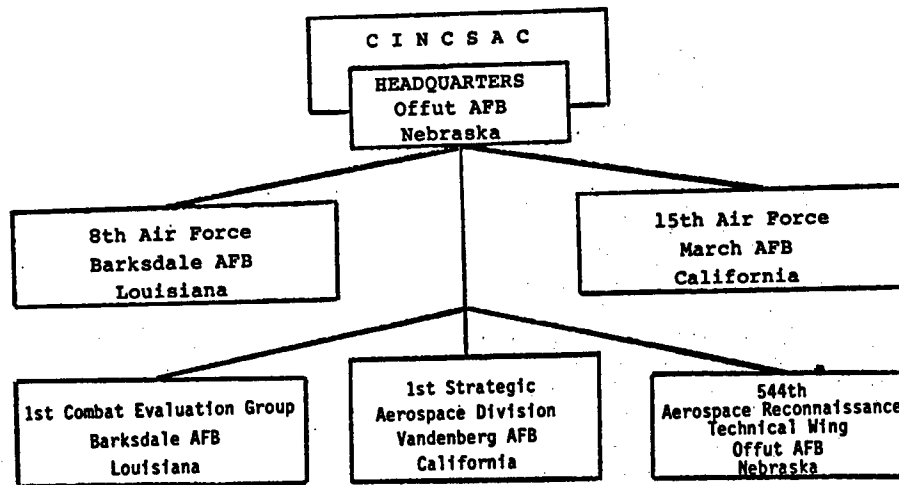 C I N C S A C
HEADQUARTERS
Offut AFB
Nebraska
8th Air Force
Barksdale AFB
Louisiana
15th Air Force
March AFB
California
1st Combat Evaluation Group
Barksdale AFB
Louisiana
1st Strategic
Aerospace Division
Vandenberg AFB
California
544th
Aerospace Reconnaissance
Technical Wing
Offut AFB
Nebraska